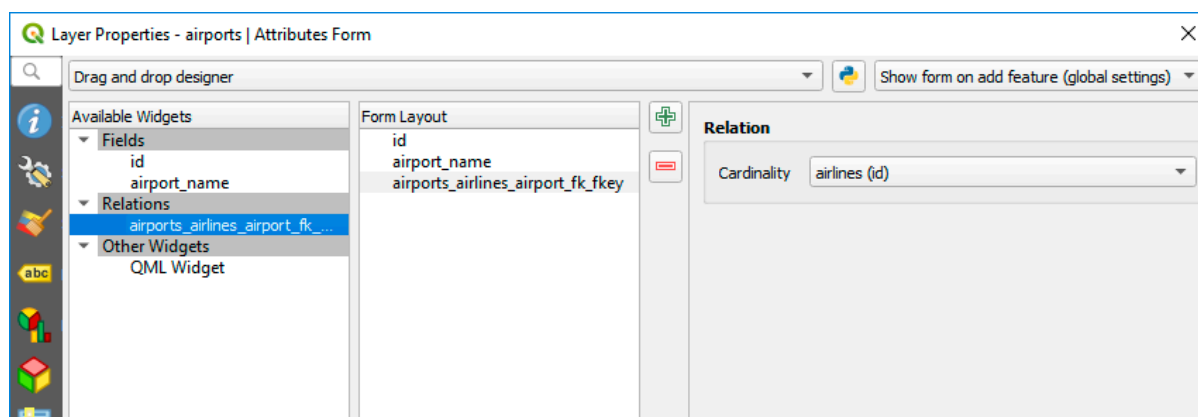 Layer Properties - airports | Attributes Form
Drag and drop designer
Show form on add feature (global settings)
Available Widgets
Fields
id
airport_name
Relations
airports_airlines_airport_fk_...
Other Widgets
QML Widget
Form Layout
id
airport_name
airports_airlines_airport_fk_fkey
Relation
Cardinality airlines (id)
abc